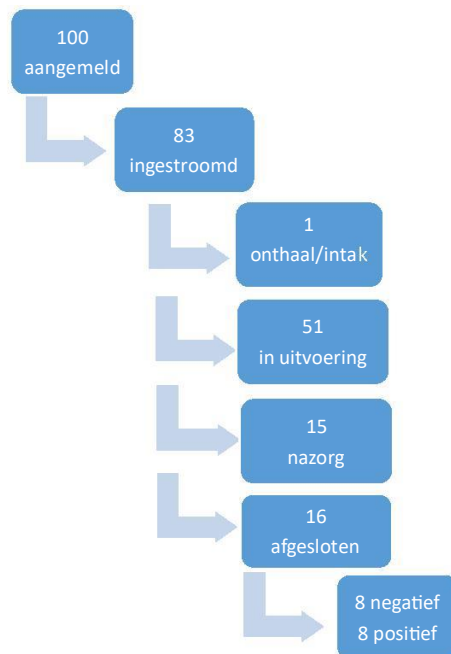 100
aangemeld
83
ingestroomd
1
onthaal/intak
51
in uitvoering
15
nazorg
16
afgesloten
8 negatief
8 positief